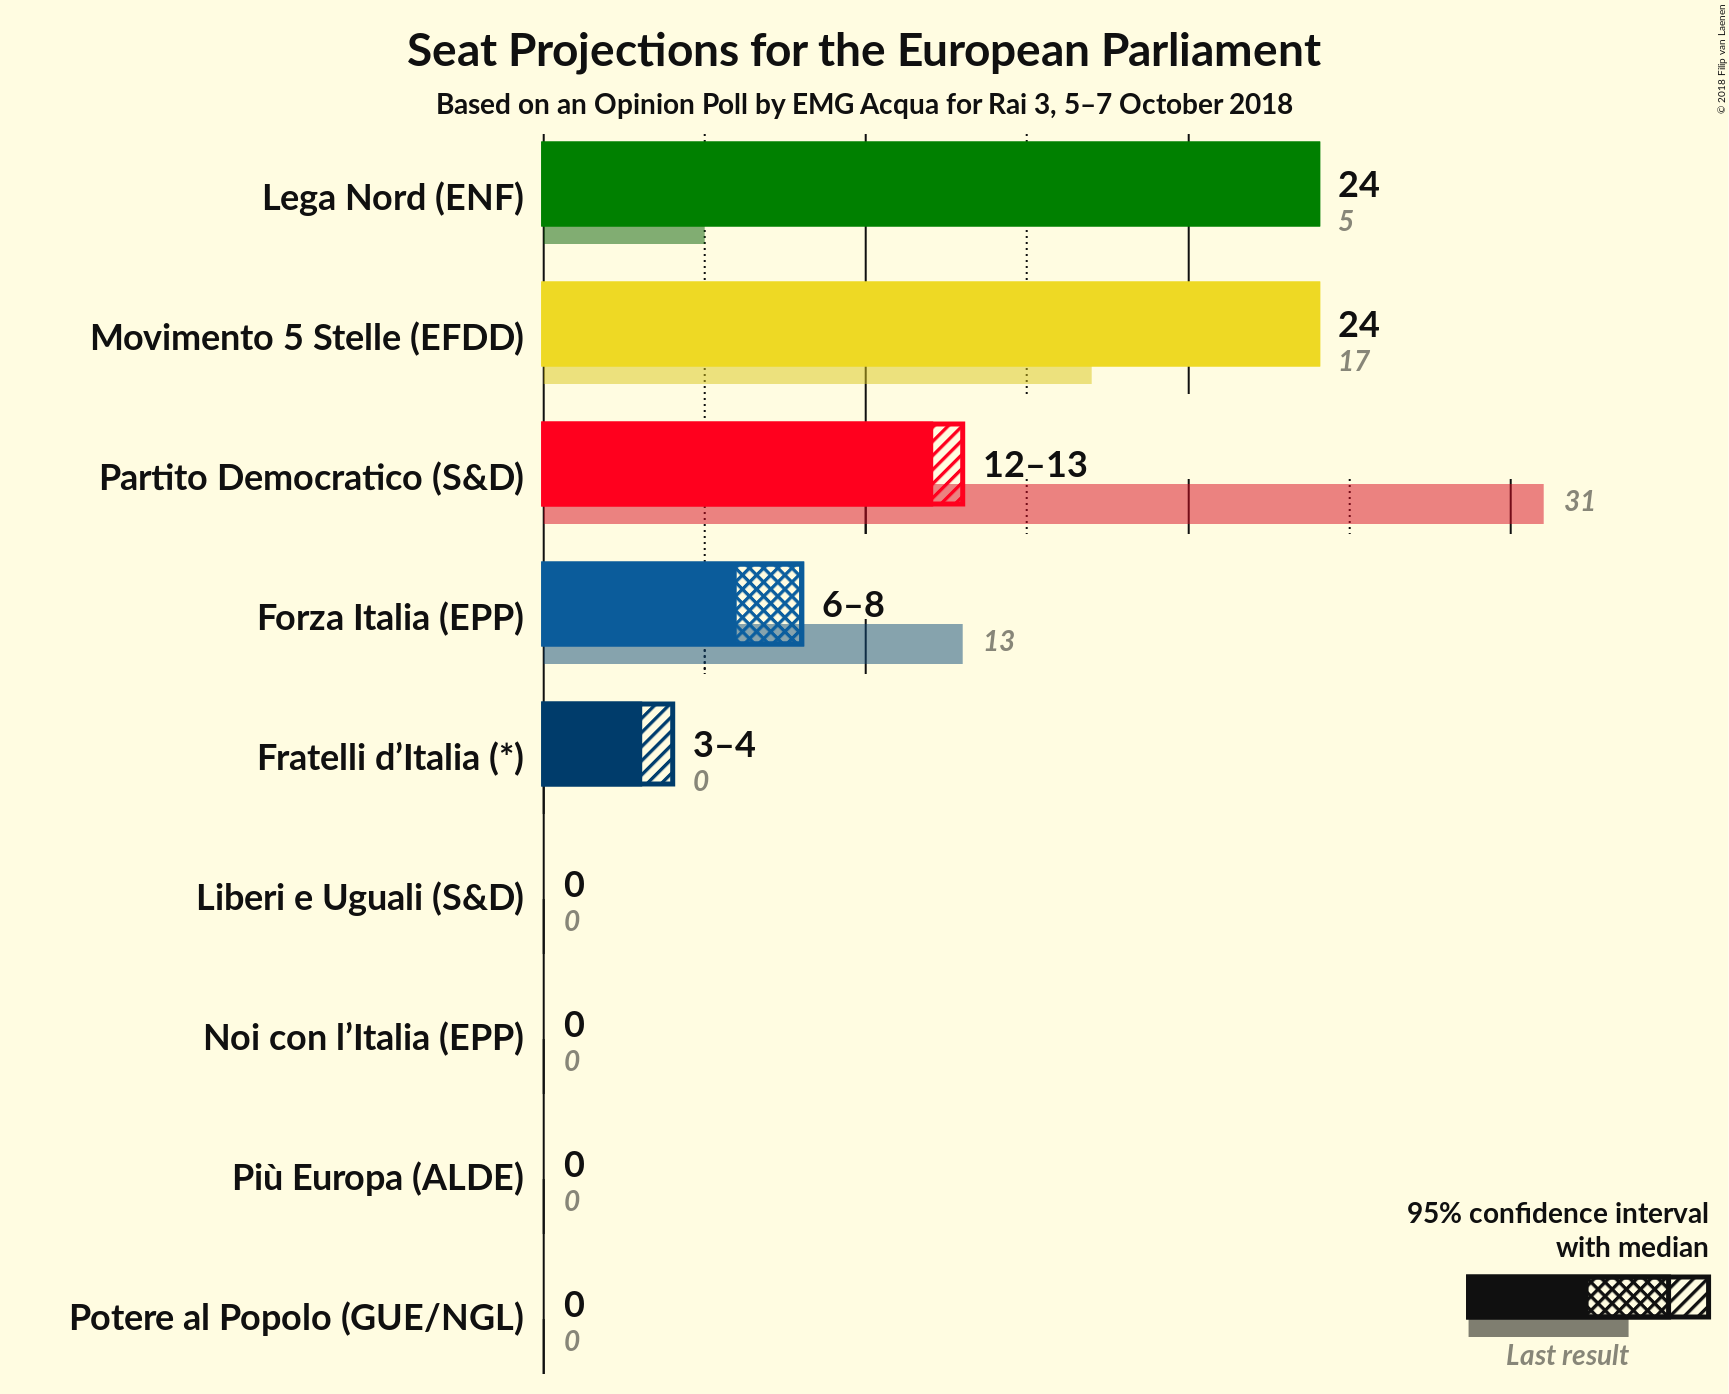 Seat Projections for the European Parliament
Based on an Opinion Poll by EMG Acqua for Rai 3, 5–7 October 2018
© 2018 Filip van Laenen
Lega Nord (ENF)
24
5
Movimento 5 Stelle (EFDD)
24
17
Partito Democratico (S&D)
12–13
31
Forza Italia (EPP)
6–8
13
Fratelli d’Italia (*)
3–4
0
Liberi e Uguali (S&D)
0
0
Noi con l’Italia (EPP)
0
0
Più Europa (ALDE)
0
0
Potere al Popolo (GUE/NGL)
0
0
95% confidence interval
with median
Last result